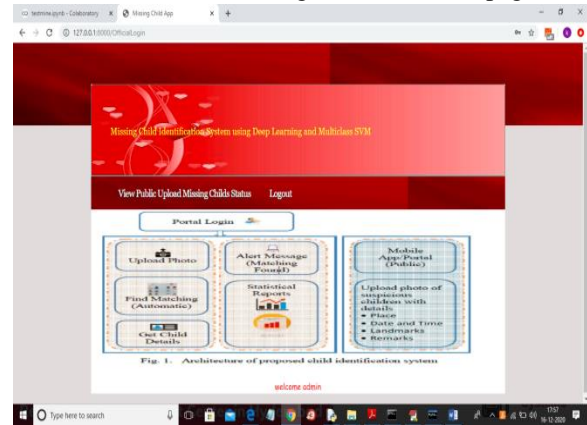 testmine.ipynb - Colaboratory
Missing Child App
127.0.0.1:8000/OfficialLogin
Missing Child Identification System using Deep Learning and Multiclass SVM
View Public Upload Missing Childs Status Logout
Portal Login
Upload Photo
Alert Message
(Matching
Found)
Mobile
App/Portal
(Public)
Find Matching
(Automatic)
Statistical
Reports
Upload photo of
suspicious
children with
details
• Place
• Date and Time
• Landmarks
• Remarks
Get Child
Details
Fig. 1. Architecture of proposed child identification system
welcome admin
Type here to search
17:57
16-12-2020